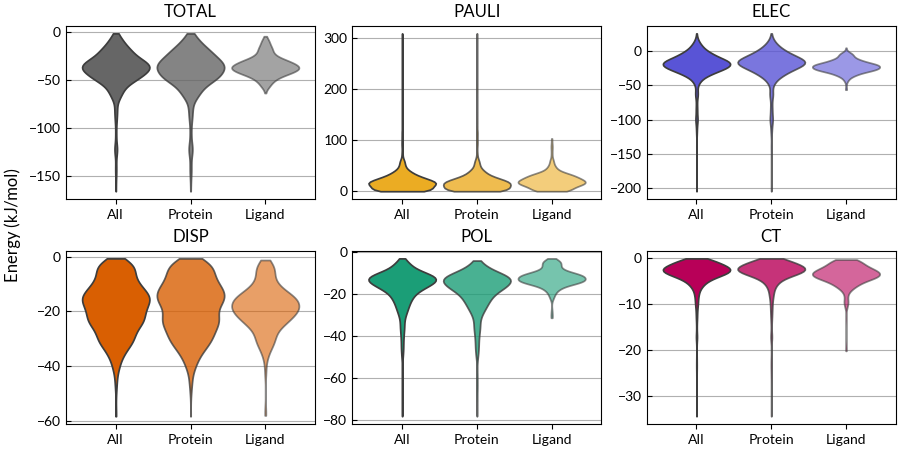 TOTAL
0
−50
−100
−150
All Protein Ligand
PAULI
300
200
100
0
All Protein Ligand
ELEC
0
−50
−100
−150
−200
All Protein Ligand
Energy (kJ/mol)
DISP
0
−20
−40
−60
All Protein Ligand
POL
0
−20
−40
−60
−80
All Protein Ligand
CT
0
−10
−20
−30
All Protein Ligand